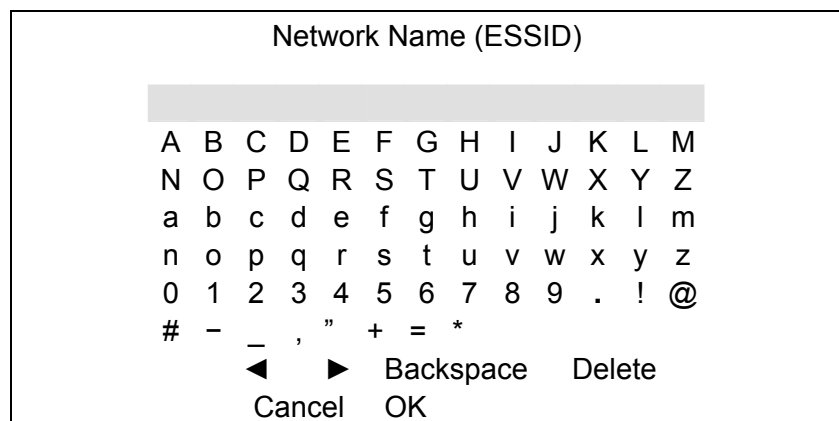 Network Name (ESSID)
A B C D E F G H I J K L M
N O P Q R S T U V W X Y Z
a b c d e f g h i j k l m
n o p q r s t u v w x y z
0 1 2 3 4 5 6 7 8 9 . ! @
# − _ , ” + = *
◄ ► Backspace Delete
Cancel OK